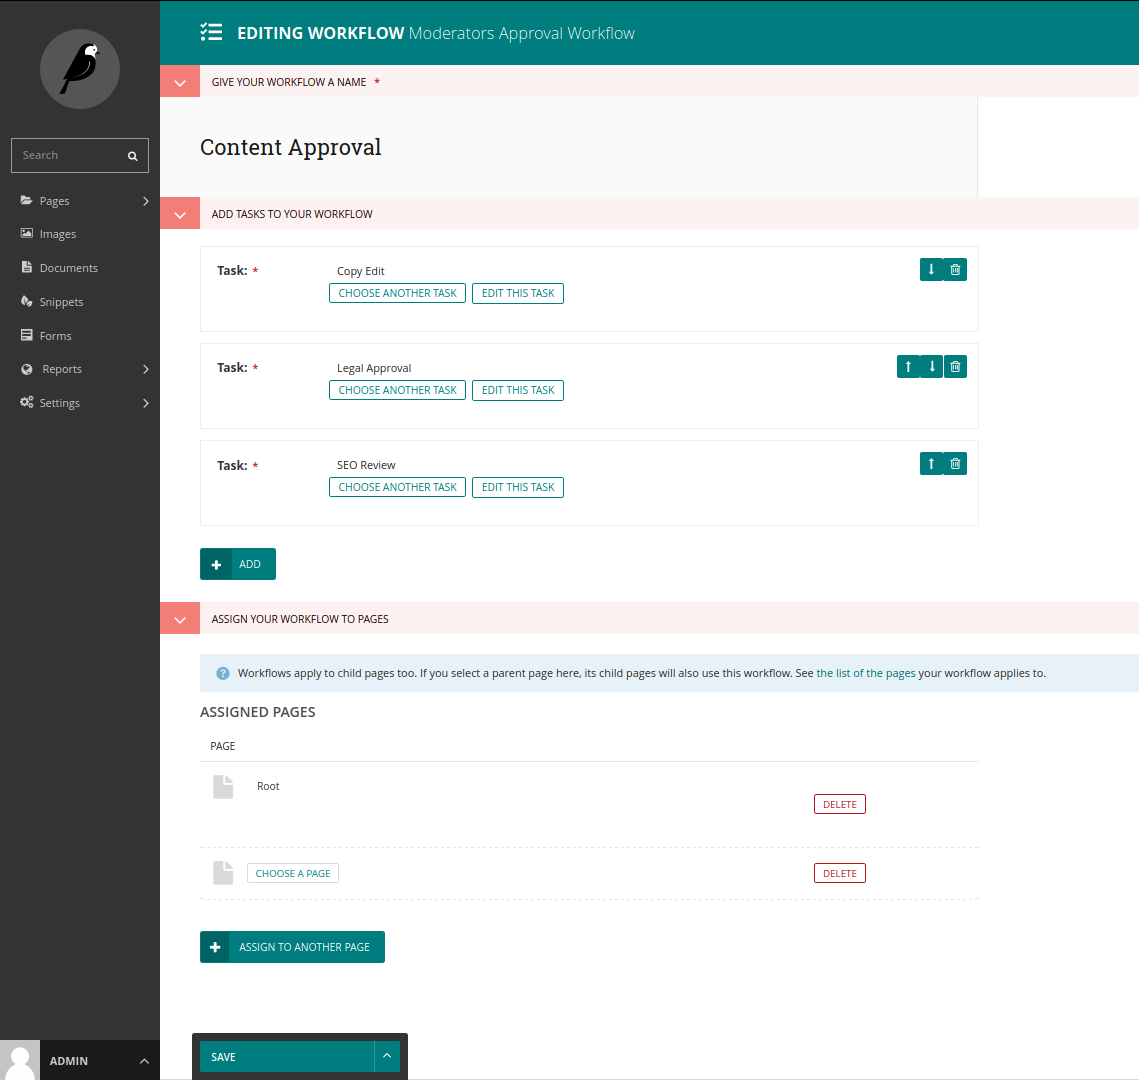 EDITING WORKFLOW Moderators Approval Workflow
GIVE YOUR WORKFLOW A NAME *
Content Approval
Search
Pages
Images
Documents
Snippets
Forms
Reports
Settings
ADD TASKS TO YOUR WORKFLOW
Task: * Copy Edit
CHOOSE ANOTHER TASK EDIT THIS TASK
Task: * Legal Approval
CHOOSE ANOTHER TASK EDIT THIS TASK
Task: * SEO Review
CHOOSE ANOTHER TASK EDIT THIS TASK
ADD
ASSIGN YOUR WORKFLOW TO PAGES
Workflows apply to child pages too. If you select a parent page here, its child pages will also use this workflow. See the list of the pages your workflow applies to.
ASSIGNED PAGES
PAGE
Root
DELETE
CHOOSE A PAGE DELETE
ASSIGN TO ANOTHER PAGE
SAVE
ADMIN